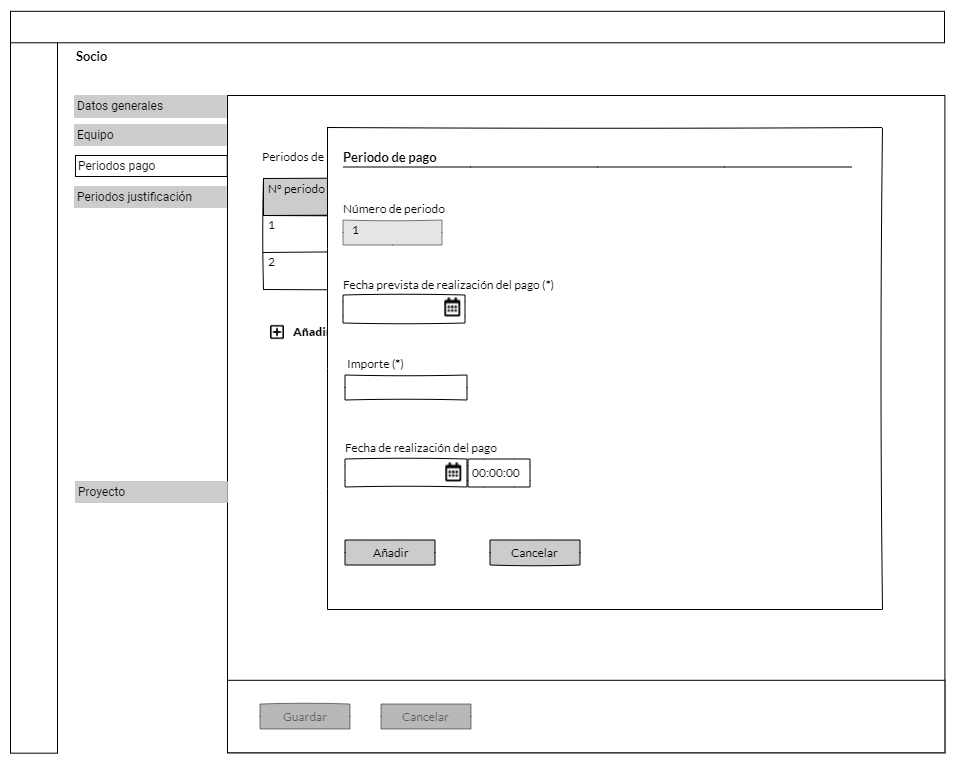 Socio
Datos generales
Equipo
Periodos pago
Periodos justificación
Proyecto
Periodos de
Nº periodo
1
2
Periodo de pago
Número de periodo
1
Fecha prevista de realización del pago (*)
Importe (*)
Fecha de realización del pago
00:00:00
Añadir
Cancelar
Guardar
Cancelar